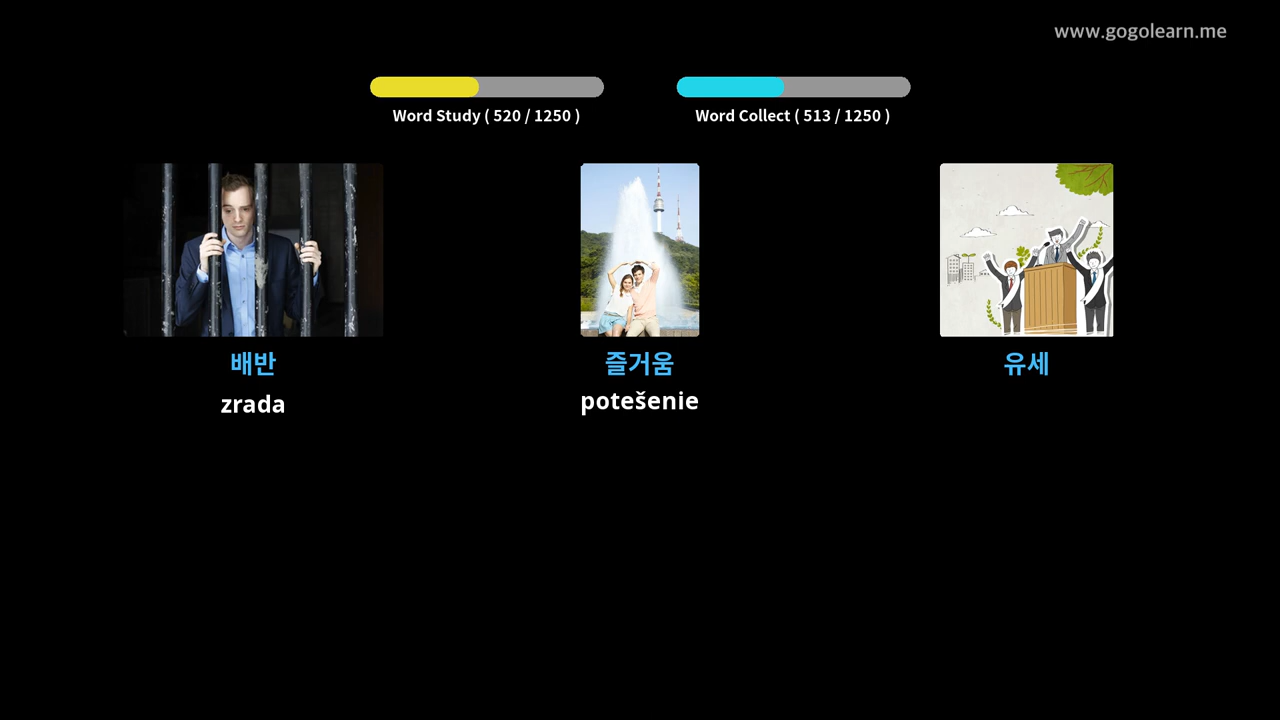 www.gogolearn.me
Word Study ( 520 / 1250 )
Word Collect ( 513 / 1250 )
배반
즐거움
유세
zrada
potešenie